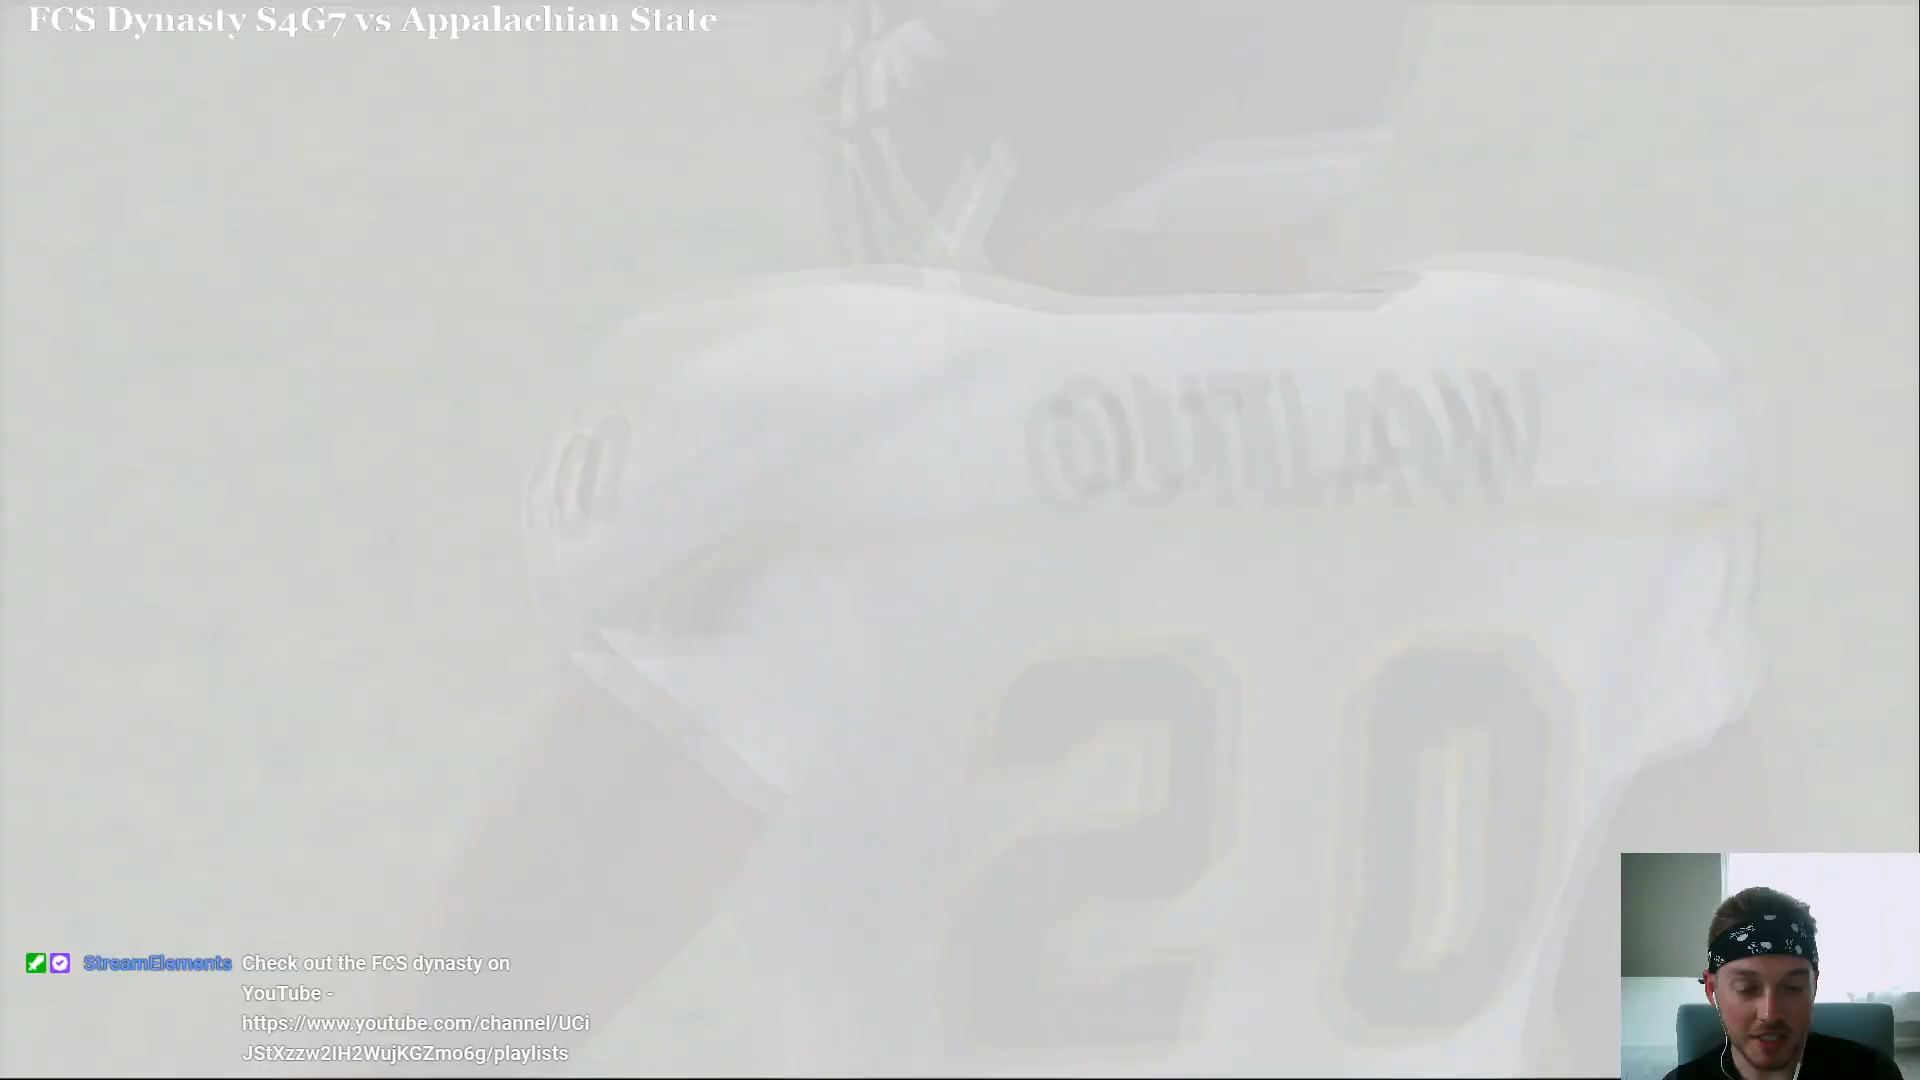 FCS Dynasty S4G7 vs Appalachian State
OUTLAW
20
StreamElements Check out the FCS dynasty on
YouTube -
https://www.youtube.com/channel/UCi
JStXzzw2IH2WujKGZmo6g/playlists